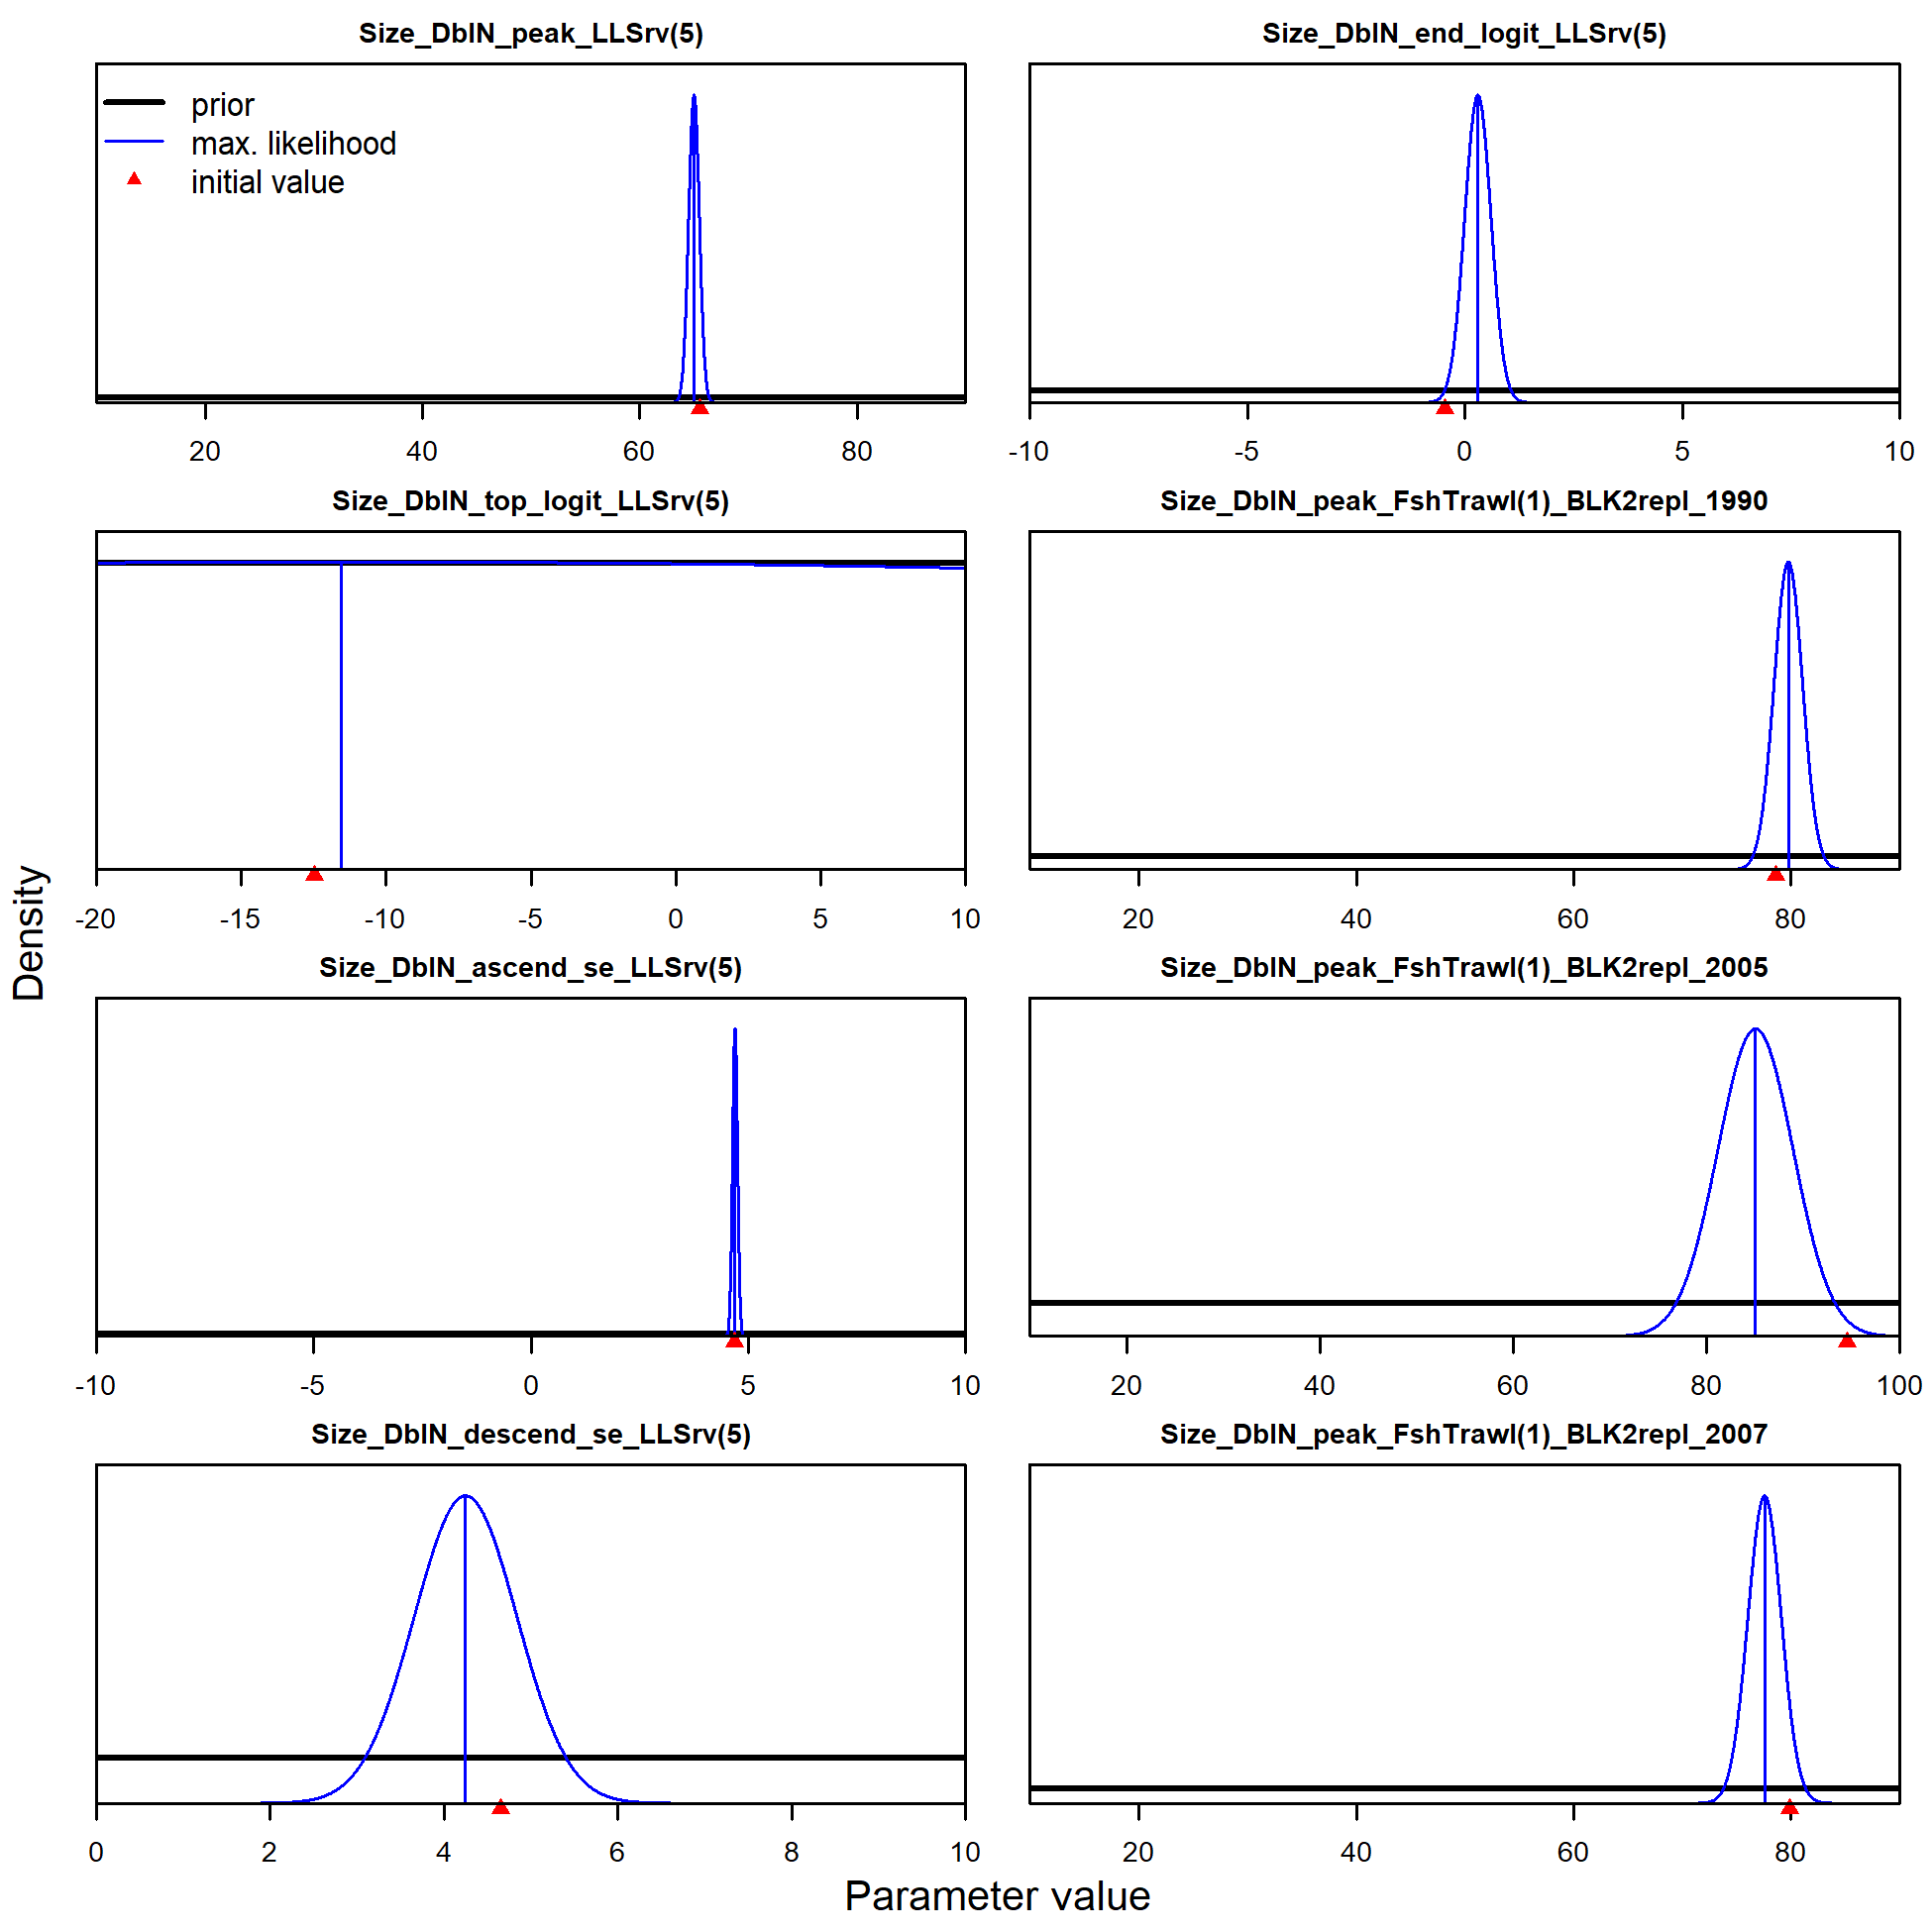 Size_DblN_peak_LLSrv(5)
prior
max. likelihood
initial value
20 40 60 80
Size_DblN_end_logit_LLSrv(5)
-10 -5 0 5 10
Size_DblN_top_logit_LLSrv(5)
-20 -15 -10 -5 0 5 10
Size_DblN_peak_FshTrawl(1)_BLK2repl_1990
20 40 60 80
Size_DblN_ascend_se_LLSrv(5)
-10 -5 0 5 10
Size_DblN_peak_FshTrawl(1)_BLK2repl_2005
20 40 60 80 100
Size_DblN_descend_se_LLSrv(5)
0 2 4 6 8 10
Size_DblN_peak_FshTrawl(1)_BLK2repl_2007
20 40 60 80
Density
Parameter value